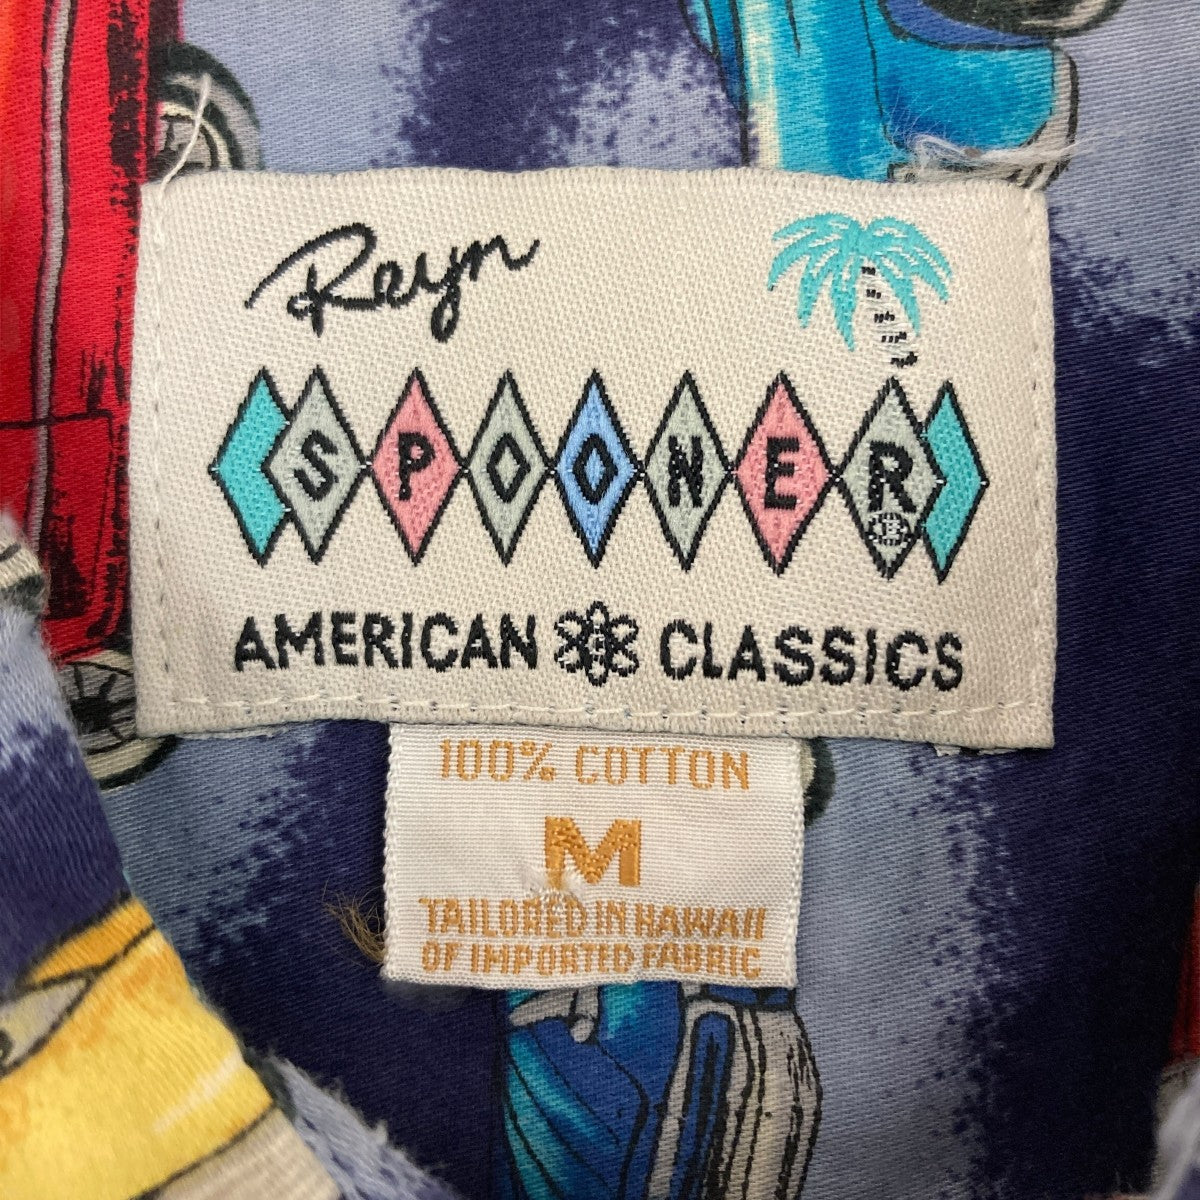 Reyn
SPOONER
AMERICAN CLASSICS
100% COTTON
M
TAILORED IN HAWAII
OF IMPORTED FABRIC